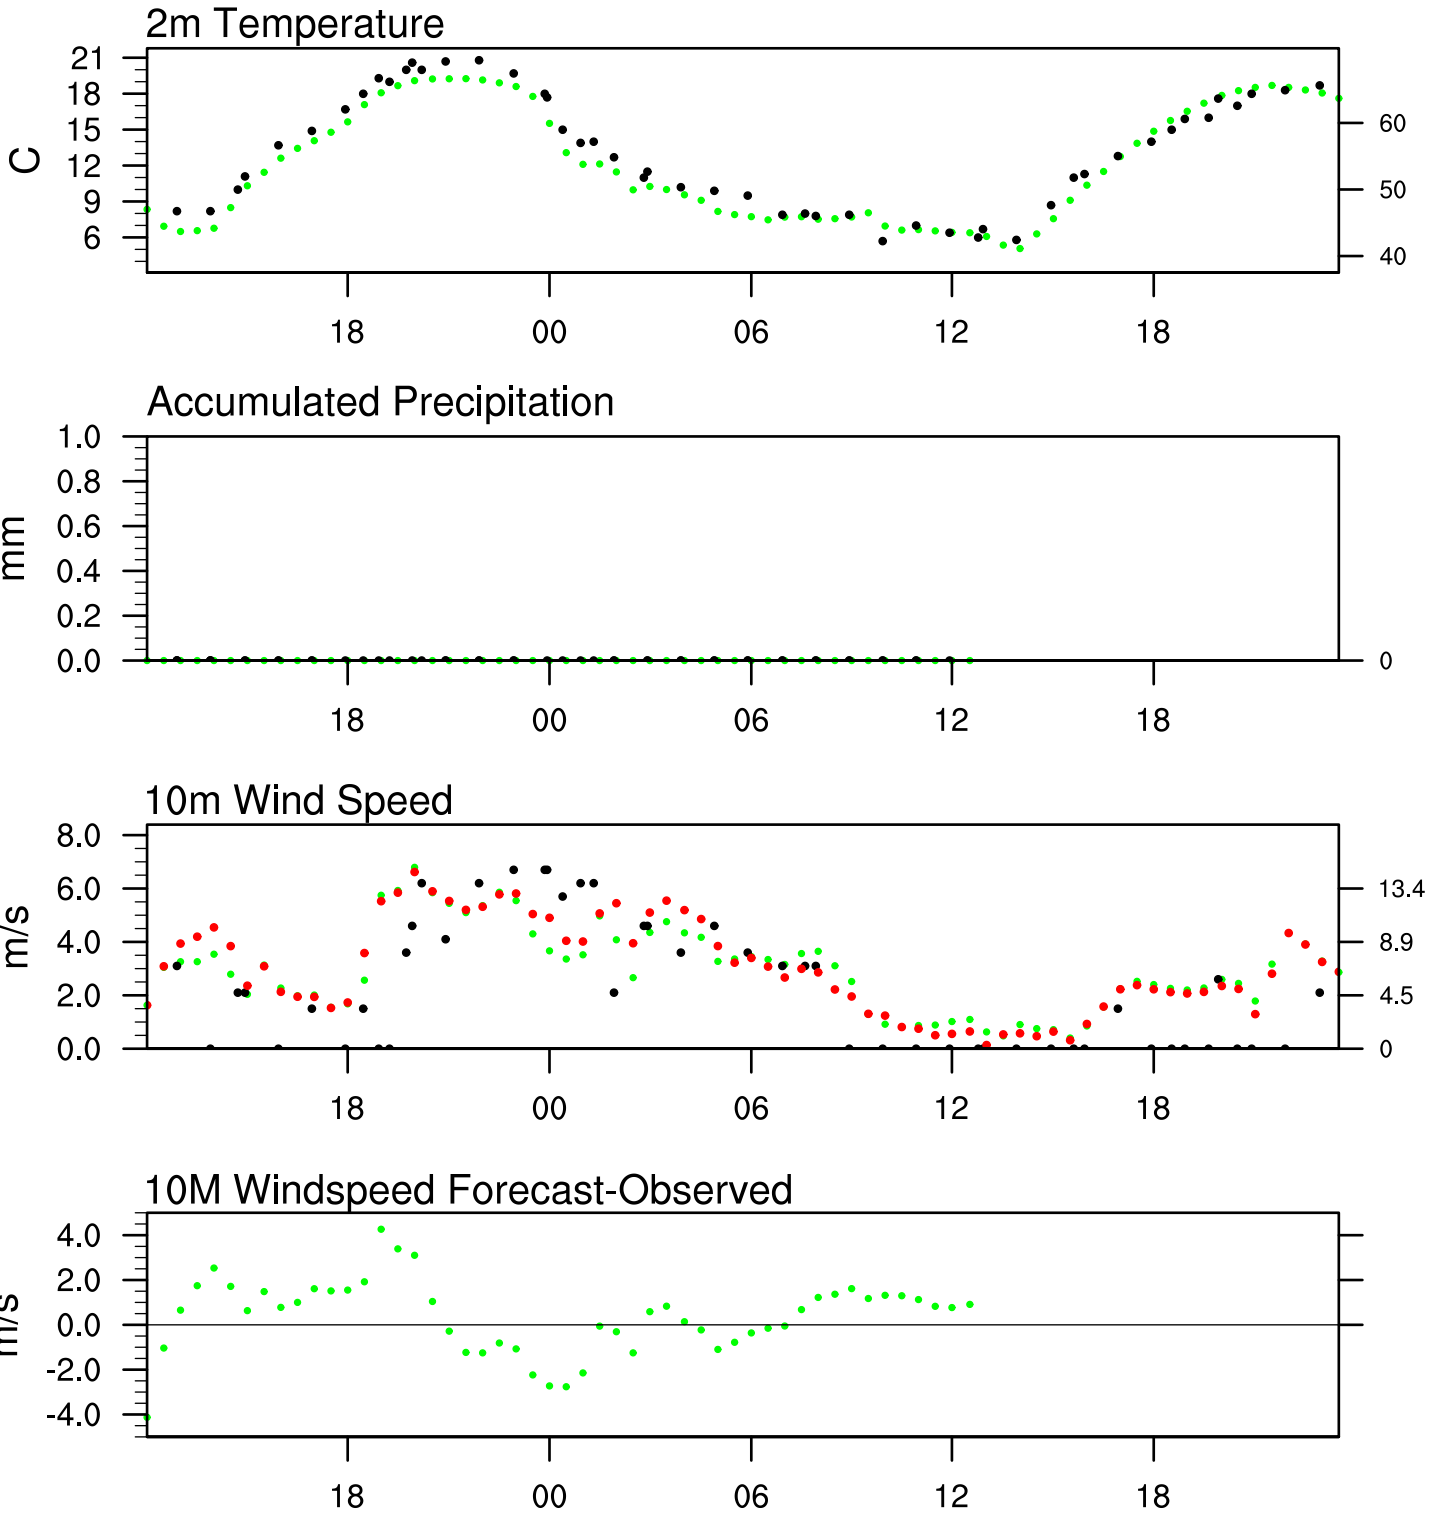 2m Temperature
21
18
15
12
9
6
C
60
50
40
18 00 06 12 18
Accumulated Precipitation
1.0
0.8
0.6
0.4
0.2
0.0
mm
0
18 00 06 12 18
10m Wind Speed
8.0
6.0
4.0
2.0
0.0
m/s
13.4
8.9
4.5
0
18 00 06 12 18
10M Windspeed Forecast-Observed
4.0
2.0
0.0
-2.0
-4.0
m/s
18 00 06 12 18